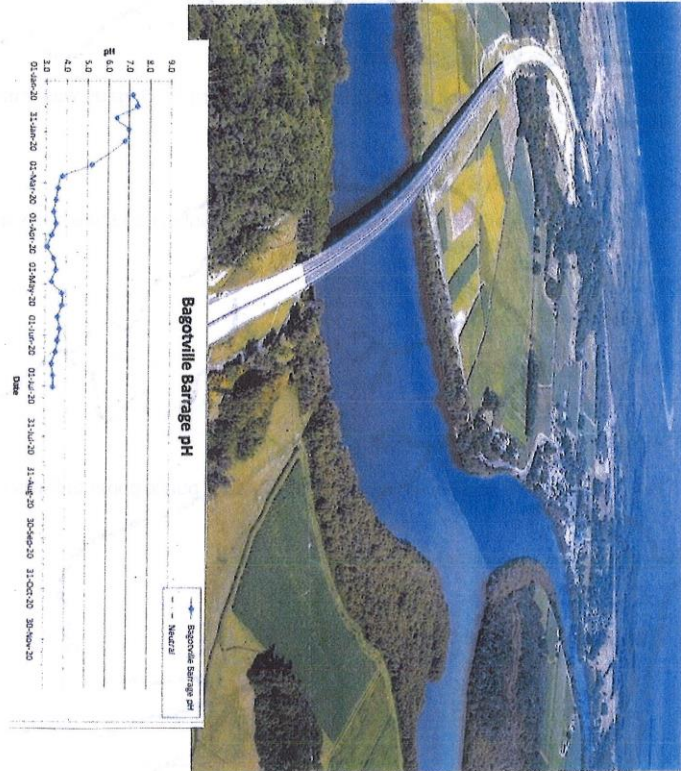 Bagotville Barrage pH
Bagotville Barrage pH
Neutral
pH
9.0
8.0
7.0
6.0
5.0
4.0
3.0
01-Jan-20 31-Jan-20 01-Mar-20 01-Apr-20 01-May-20 01-Jun-20 01-Jul-20 31-Jul-20 31-Aug-20 30-Sep-20 31-Oct-20 30-Nov-20
Date